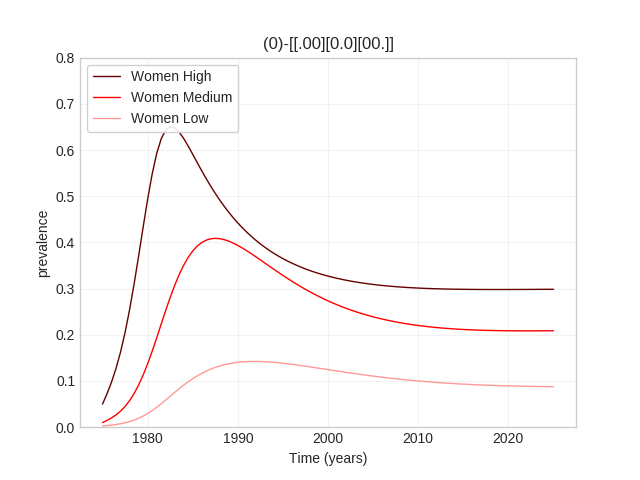 (0)-[[.00][0.0][00.]]
Women High
Women Medium
Women Low
prevalence
0.8
0.7
0.6
0.5
0.4
0.3
0.2
0.1
0.0
1980 1990 2000 2010 2020
Time (years)